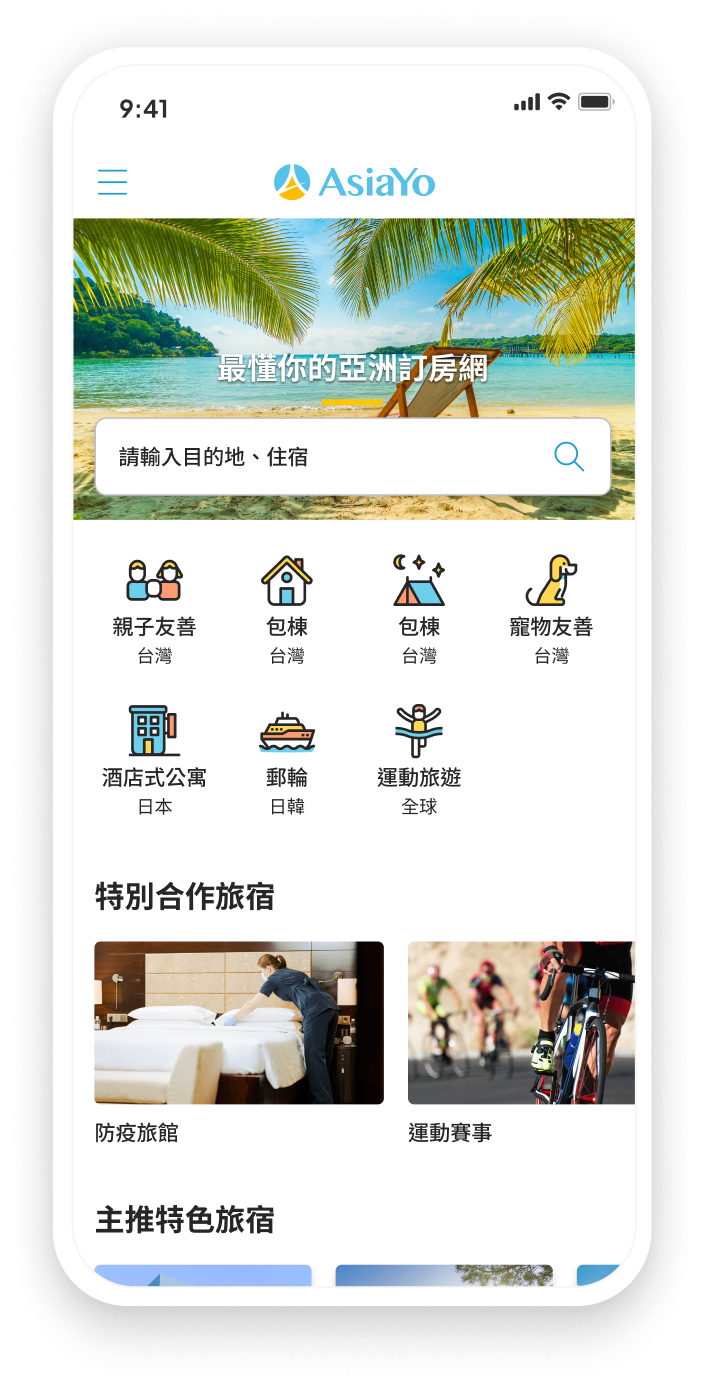 9:41
AsiaYo
最懂你的亞洲訂房網
請輸入目的地、住宿
親子友善
台灣
包棟
台灣
包棟
台灣
寵物友善
台灣
酒店式公寓
日本
郵輪
日韓
運動旅遊
全球
特別合作旅宿
防疫旅館
運動賽事
主推特色旅宿